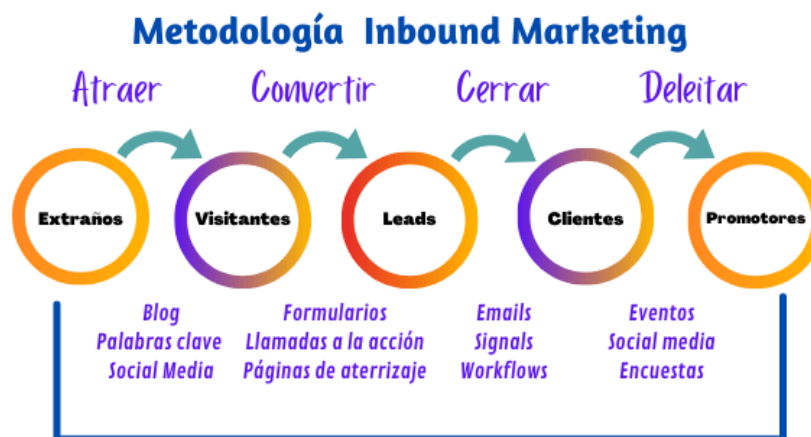 Metodología Inbound Marketing
Atraer
Convertir
Cerrar
Deleitar
Extraños
Visitantes
Leads
Clientes
Promotores
Blog
Palabras clave
Social Media
Formularios
Llamadas a la acción
Páginas de aterrizaje
Emails
Signals
Workflows
Eventos
Social media
Encuestas